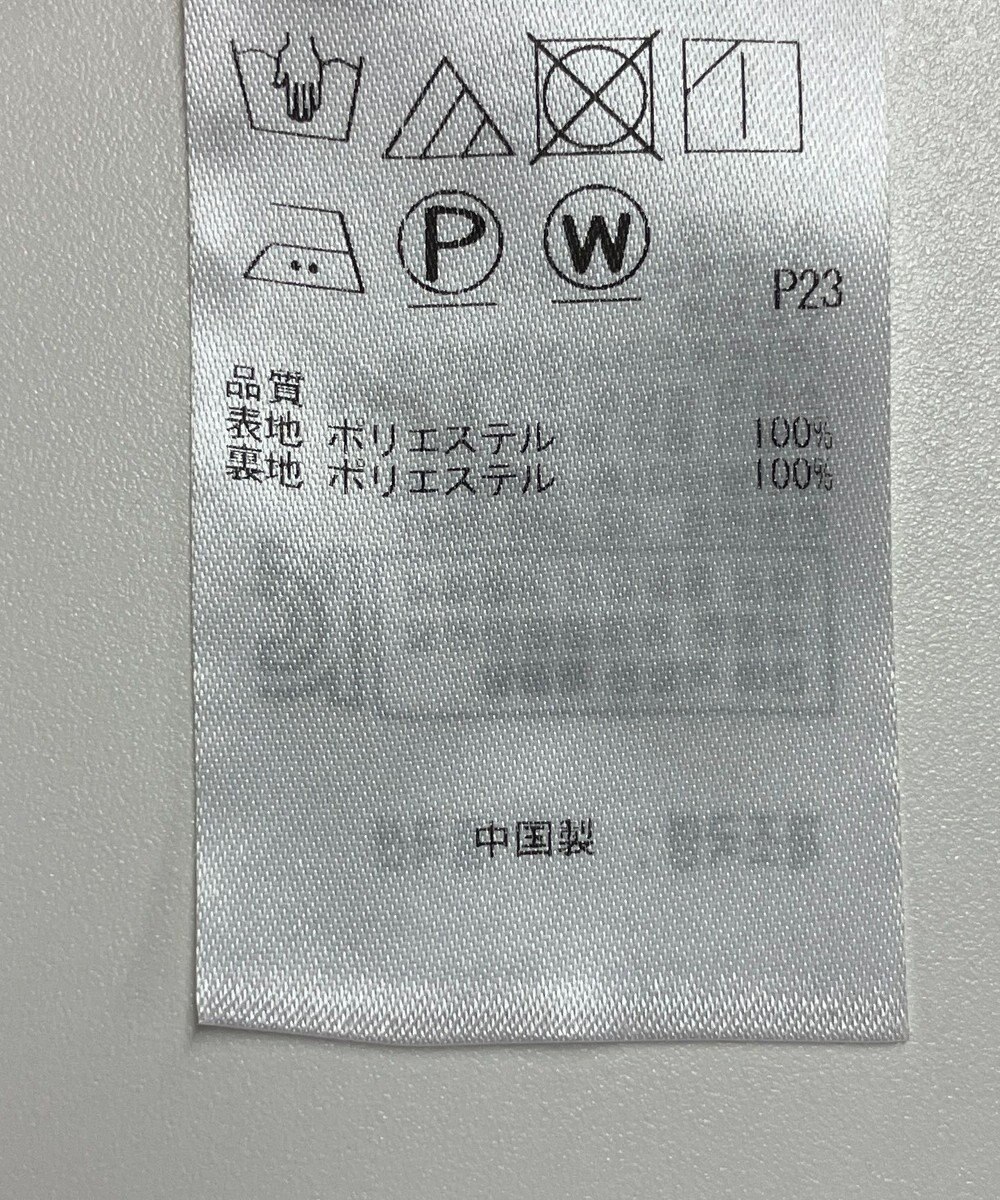 P
W
P23
品質
表地 ポリエステル 100%
裏地 ポリエステル 100%
中国製